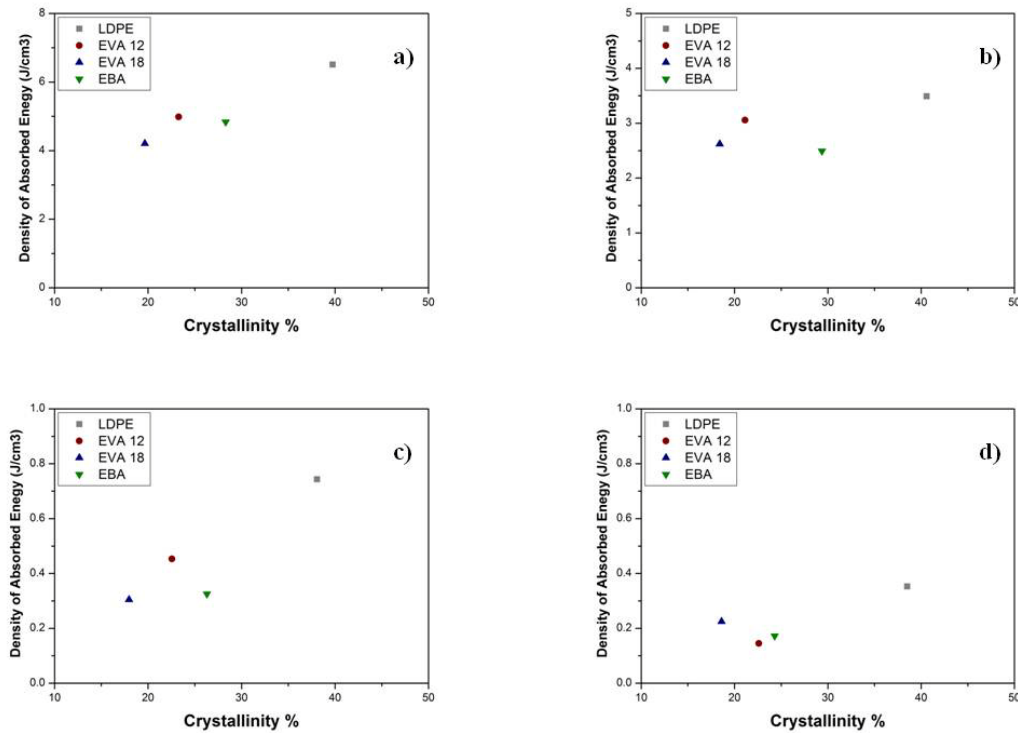 a)
LDPE
EVA 12
EVA 18
EBA
Density of Absorbed Enegy (J/cm3)
8
6
4
2
0
10 20 30 40 50
Crystallinity %
b)
LDPE
EVA 12
EVA 18
EBA
Density of Absorbed Enegy (J/cm3)
5
4
3
2
1
0
10 20 30 40 50
Crystallinity %
c)
LDPE
EVA 12
EVA 18
EBA
Density of Absorbed Enegy (J/cm3)
1.0
0.8
0.6
0.4
0.2
0.0
10 20 30 40 50
Crystallinity %
d)
LDPE
EVA 12
EVA 18
EBA
Density of Absorbed Enegy (J/cm3)
1.0
0.8
0.6
0.4
0.2
0.0
10 20 30 40 50
Crystallinity %